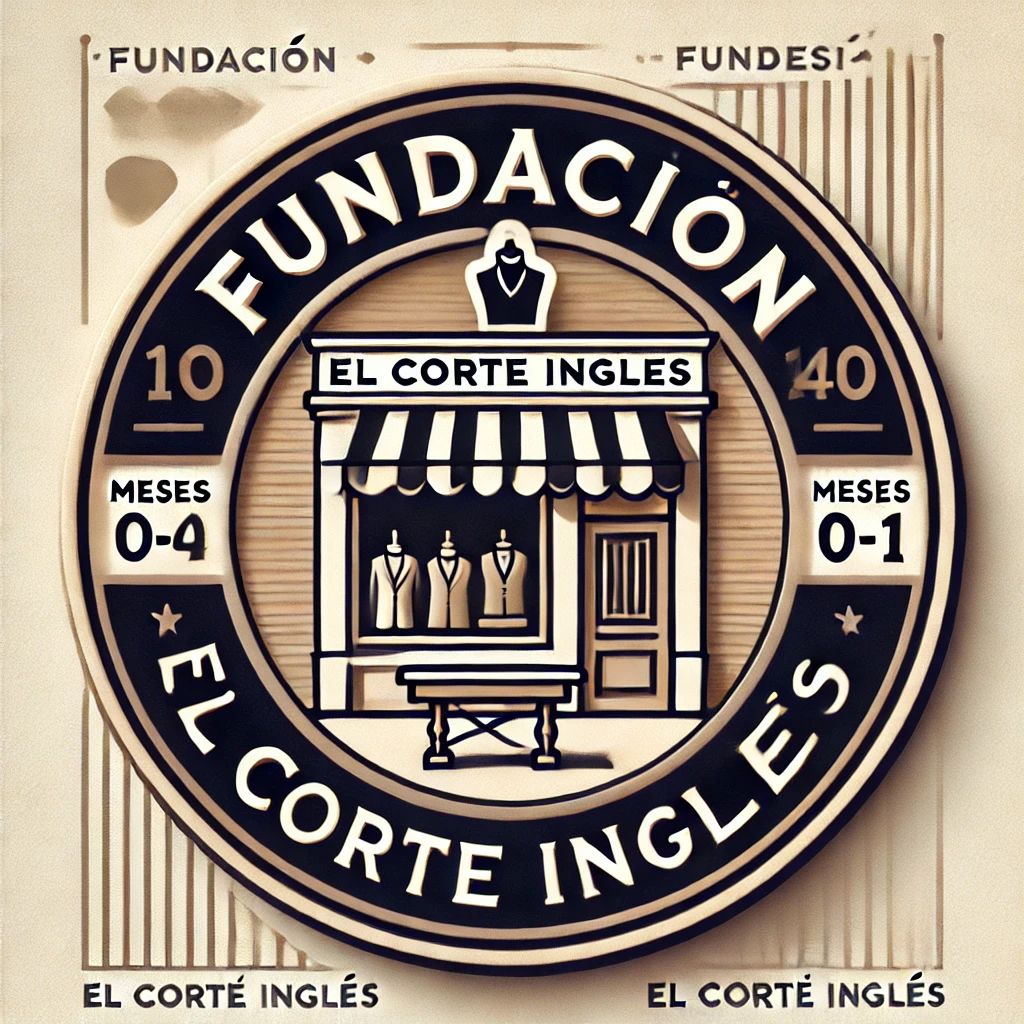 FUNDACIÓN
FUNDESÍ
FUNDACIÓN
EL CORTE INGLES
10
140
MESES
0-4
MESES
0-1
EL CORTE INGLÉS
EL CORTÉ INGLÉS
EL CORTÉ INGLÉS